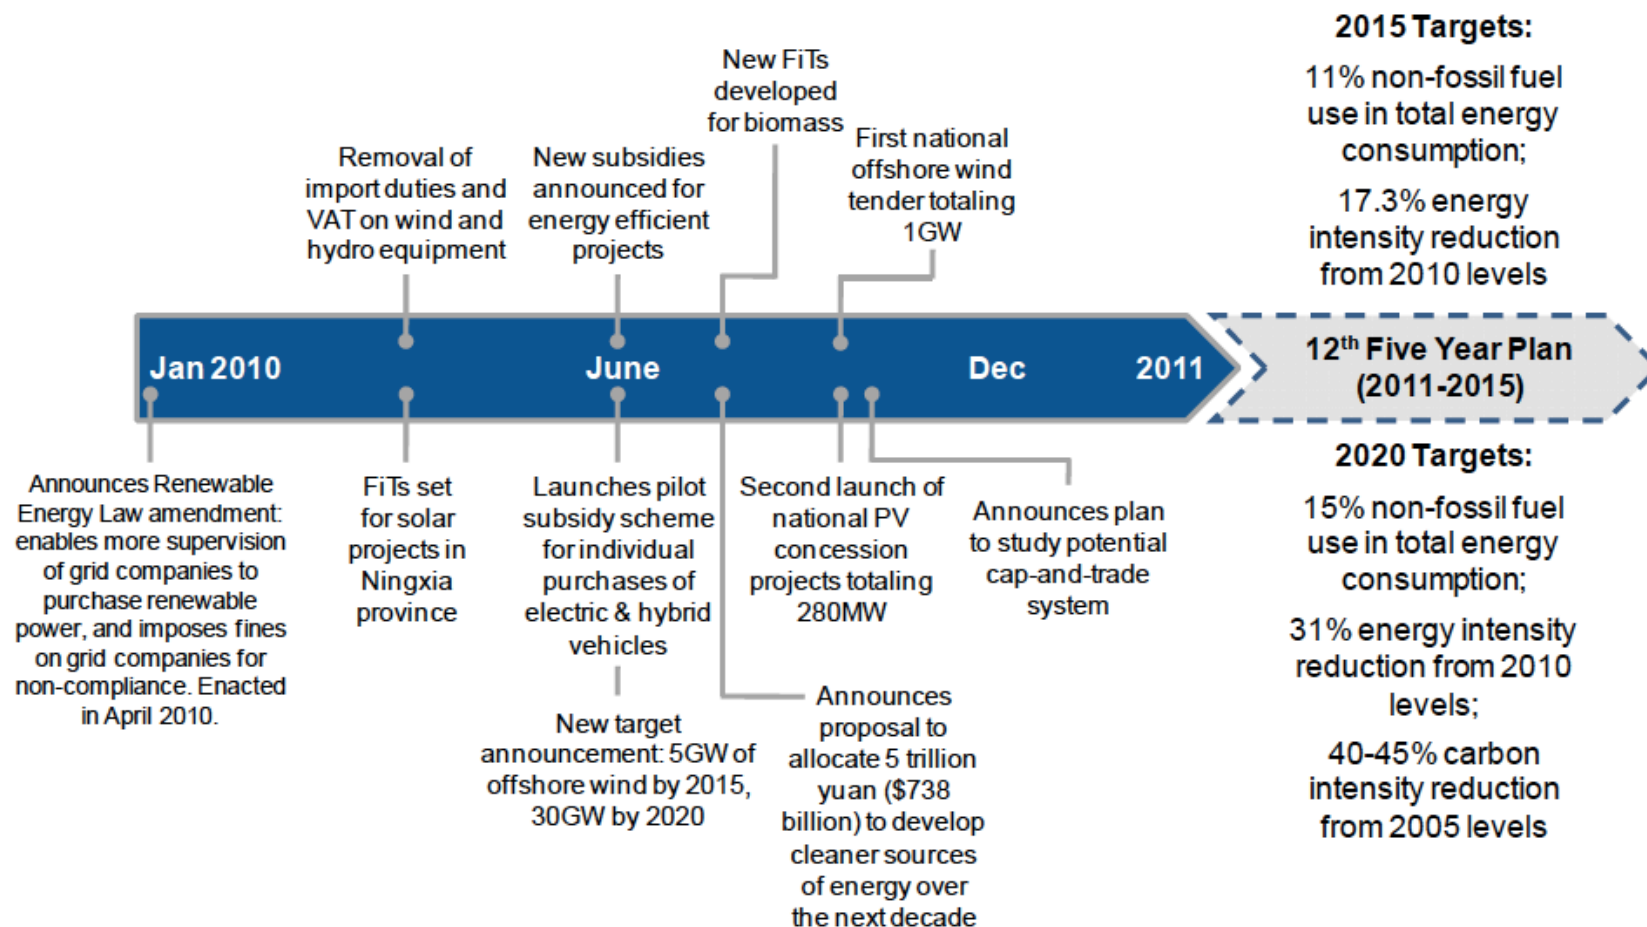 New FiTs
developed
for biomass
Removal of
import duties and
VAT on wind and
hydro equipment
New subsidies
announced for
energy efficient
projects
First national
offshore wind
tender totaling
1GW
Jan 2010
June
Dec
2011
Announces Renewable
Energy Law amendment:
enables more supervision
of grid companies to
purchase renewable
power, and imposes fines
on grid companies for
non-compliance. Enacted
in April 2010.
FiTs set
for solar
projects in
Ningxia
province
Launches pilot
subsidy scheme
for individual
purchases of
electric & hybrid
vehicles
New target
announcement: 5GW of
offshore wind by 2015,
30GW by 2020
Second launch of
national PV
concession
projects totaling
280MW
Announces
proposal to
allocate 5 trillion
yuan ($738
billion) to develop
cleaner sources
of energy over
the next decade
Announces plan
to study potential
cap-and-trade
system
2015 Targets:
11% non-fossil fuel
use in total energy
consumption;
17.3% energy
intensity reduction
from 2010 levels
12th Five Year Plan
(2011-2015)
2020 Targets:
15% non-fossil fuel
use in total energy
consumption;
31% energy intensity
reduction from 2010
levels;
40-45% carbon
intensity reduction
from 2005 levels